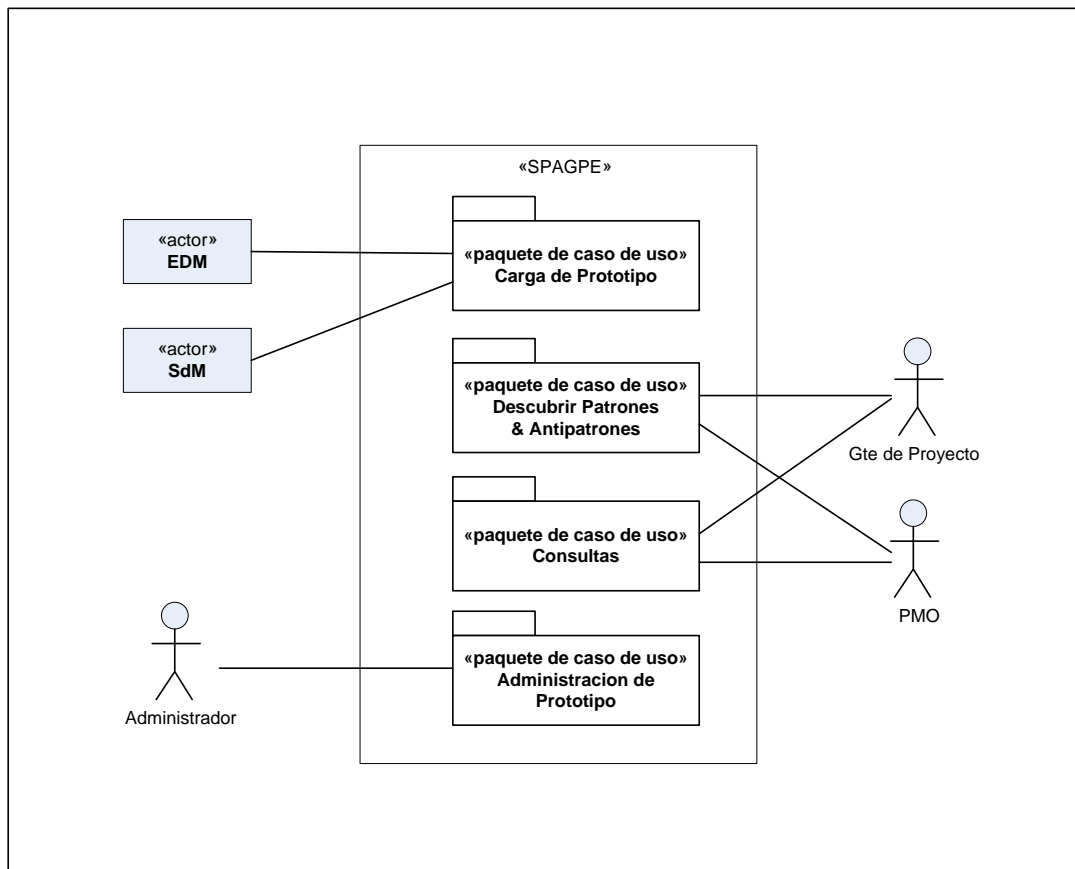 «SPAGPE»
«actor»
EDM
«paquete de caso de uso»
Carga de Prototipo
«actor»
SdM
«paquete de caso de uso»
Descubrir Patrones
& Antipatrones
Gte de Proyecto
«paquete de caso de uso»
Consultas
PMO
«paquete de caso de uso»
Administracion de
Prototipo
Administrador